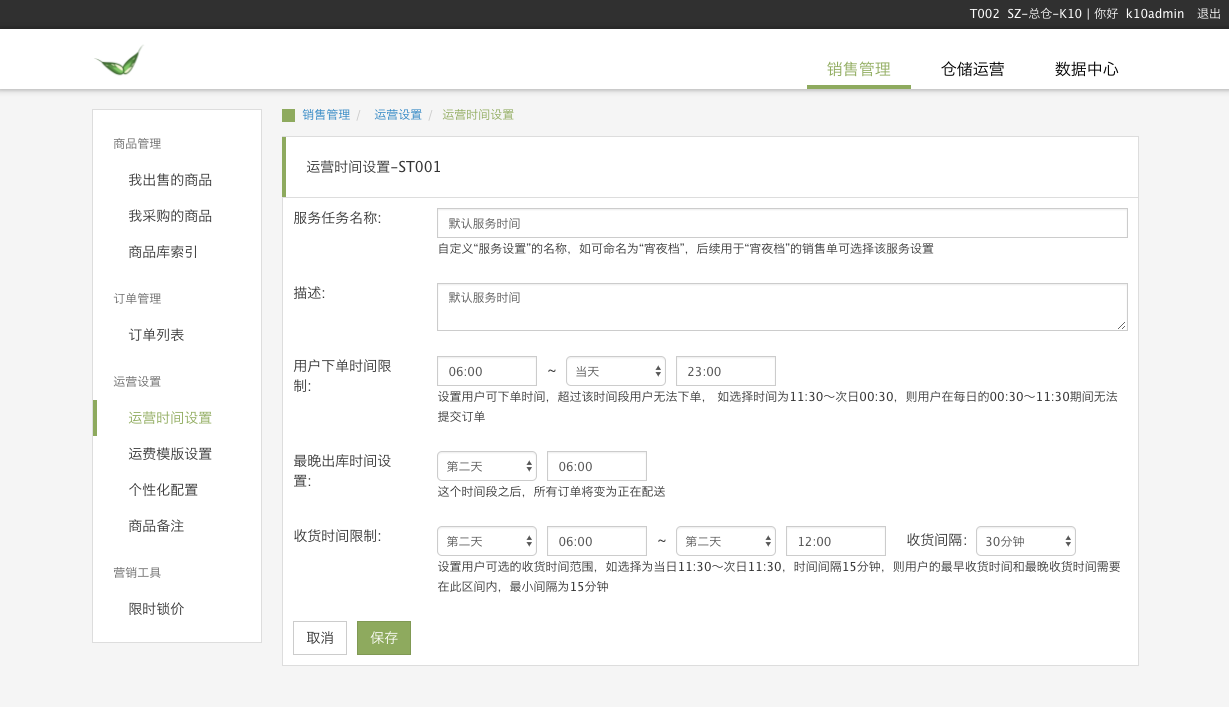 T002 SZ-总仓-K10 | 你好 k10admin 退出
销售管理 仓储运营 数据中心
商品管理
我出售的商品
我采购的商品
商品库索引
订单管理
订单列表
运营设置
运营时间设置
运费模版设置
个性化配置
商品备注
营销工具
限时锁价
销售管理 / 运营设置 / 运营时间设置
运营时间设置-ST001
服务任务名称:
默认服务时间
自定义“服务设置”的名称，如可命名为“宵夜档”，后续用于“宵夜档”的销售单可选择该服务设置
描述:
默认服务时间
用户下单时间限
制:
06:00 ~ 当天 23:00
设置用户可下单时间，超过该时间段用户无法下单， 如选择时间为11:30～次日00:30，则用户在每日的00:30～11:30期间无法
提交订单
最晚出库时间设
置:
第二天 06:00
这个时间段之后，所有订单将变为正在配送
收货时间限制:
第二天 06:00 ~ 第二天 12:00 收货间隔: 30分钟
设置用户可选的收货时间范围，如选择为当日11:30～次日11:30，时间间隔15分钟，则用户的最早收货时间和最晚收货时间需要
在此区间内，最小间隔为15分钟
取消 保存